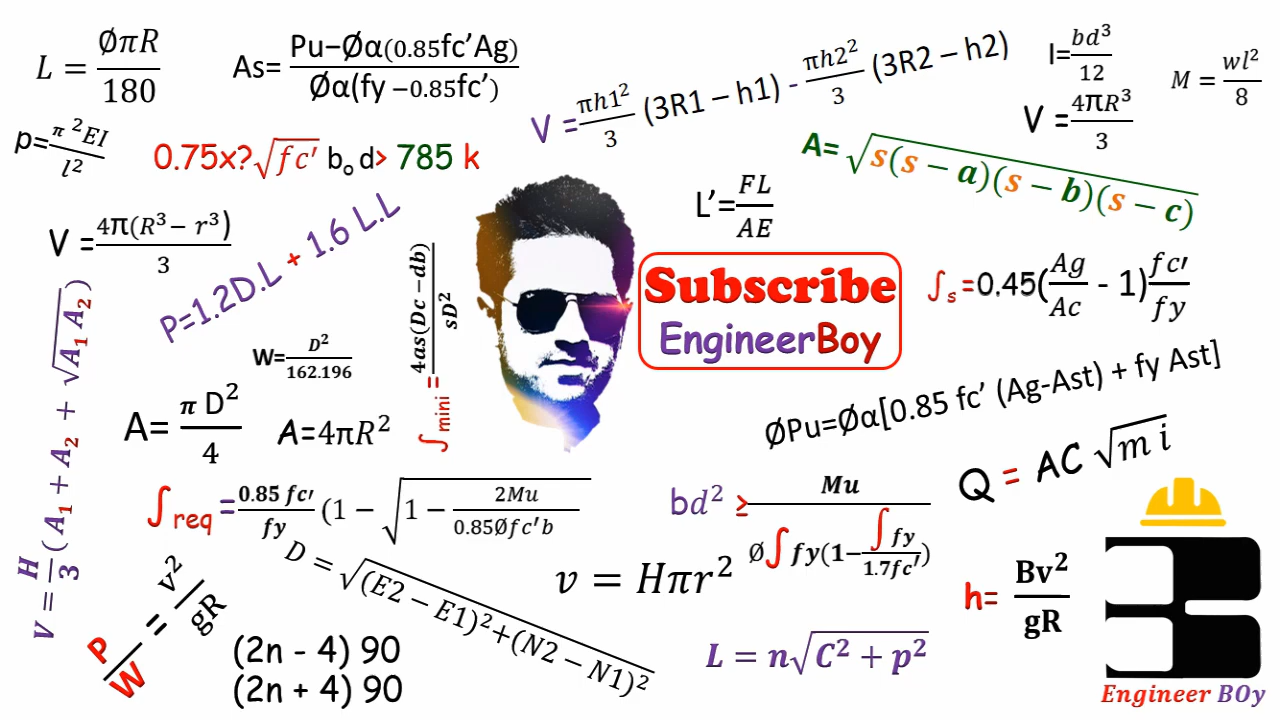 L = ØπR/180
As= Pu−Øα(0.85fc’Ag)/Øα(fy −0.85fc’)
V =πh1²/3 (3R1 – h1) - πh2²/3 (3R2 – h2)
I=bd³/12
M = wl²/8
p=π ²EI/l²
0.75x?√fc' b₀ d> 785 k
V =4πR³/3
A= √s(s − a)(s − b)(s − c)
L’=FL/AE
V =4π(R³− r³)/3
P=1.2D.L + 1.6 L.L
∫mini = 4as(Dc −db)/sD²
Subscribe
EngineerBoy
∫s =0.45(Ag/Ac - 1)fc′/fy
V = H/3(A₁ + A₂ + √A₁ A₂)
W=D²/162.196
A= π D²/4
A=4πR²
ØPu=Øα[0.85 fc’ (Ag-Ast) + fy Ast]
Q = AC √m i
∫req =0.85 fc′/fy (1 − √1 − 2Mu/0.85Øfc′b
bd² ≥ Mu/Ø∫fy(1−∫fy/1.7fc′)
D = √(E2 − E1)²+(N2 − N1)²
v = Hπr²
h= Bv²/gR
P/W = v²/gR
(2n - 4) 90
(2n + 4) 90
L = n√C² + p²
Engineer BOy